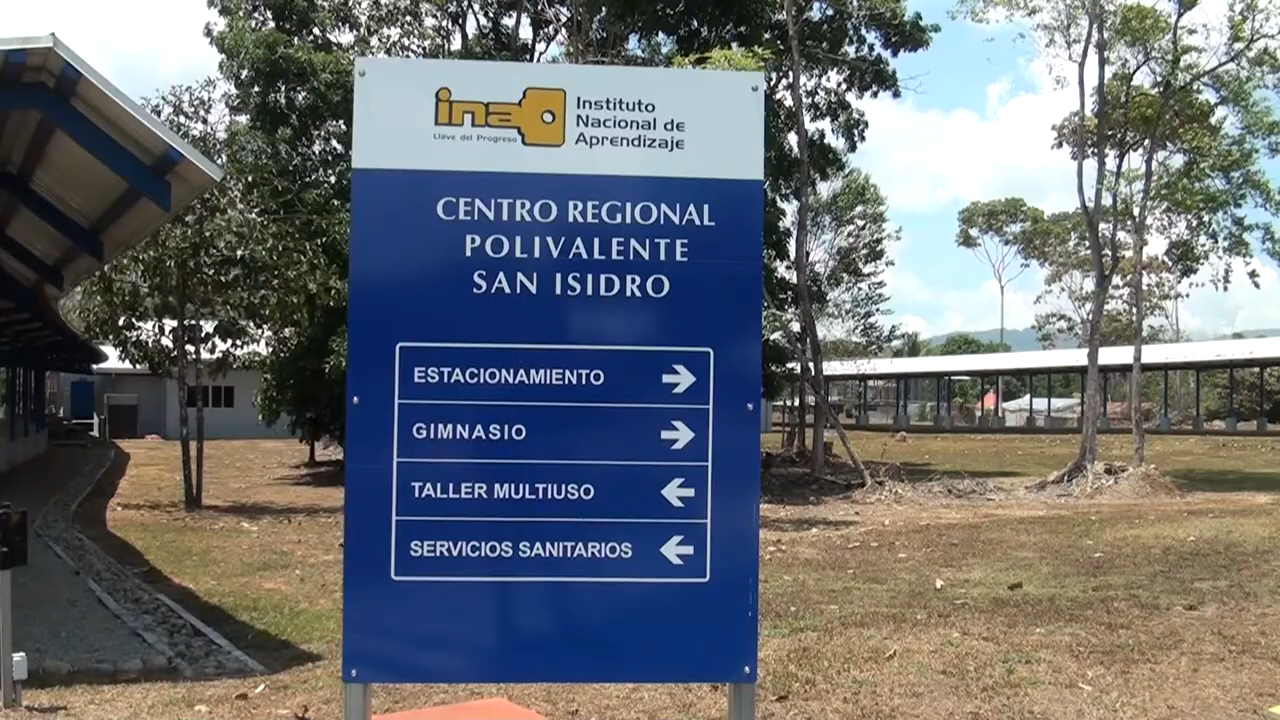 ina
Llave del Progreso
Instituto
Nacional de
Aprendizaje
CENTRO REGIONAL
POLIVALENTE
SAN ISIDRO
ESTACIONAMIENTO
GIMNASIO
TALLER MULTIUSO
SERVICIOS SANITARIOS